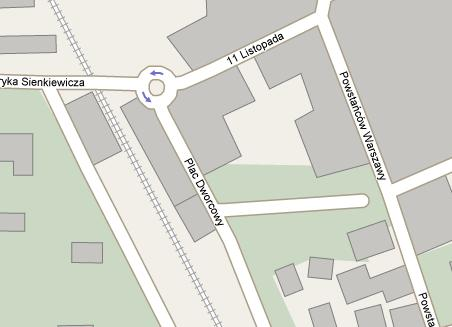 11 Listopada
ryka Sienkiewicza
Powstańców Warszawy
Plac Dworcowy
Powsta